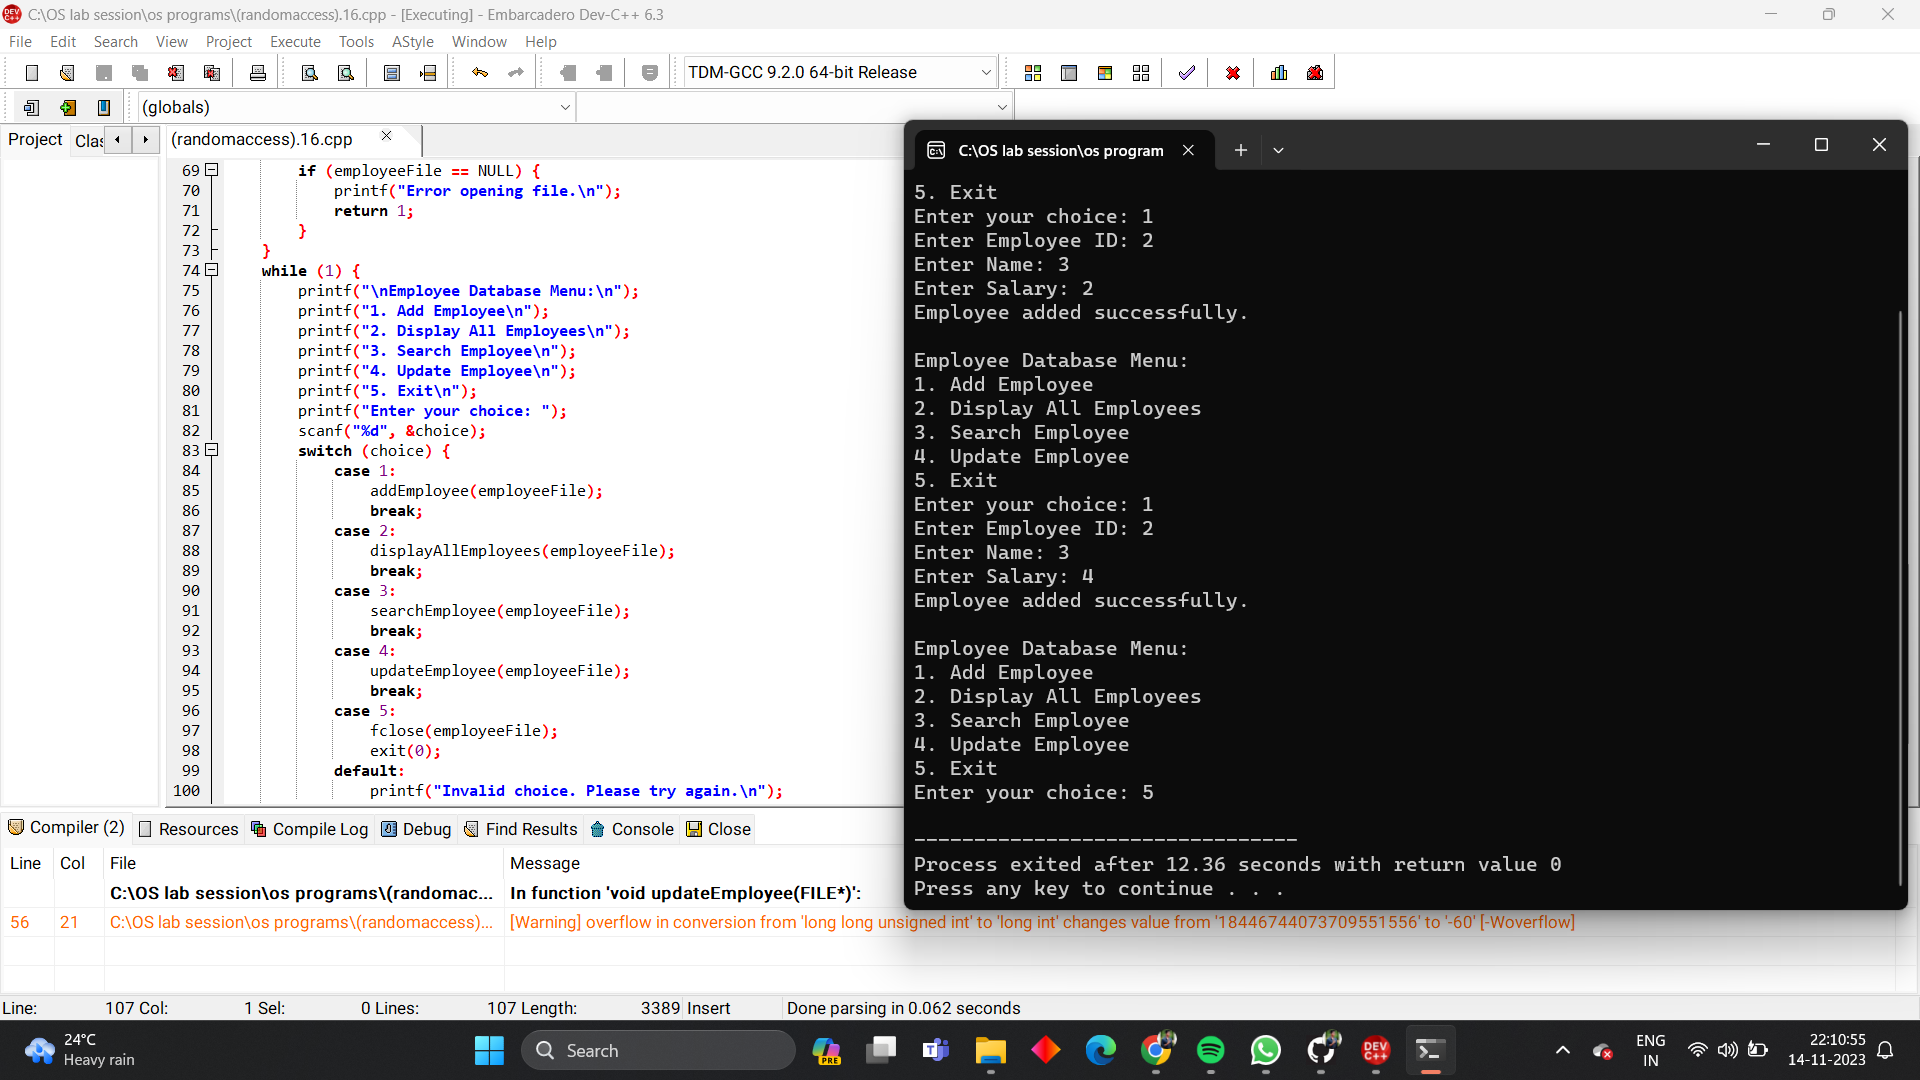 C:\OS lab session\os programs\(randomaccess).16.cpp - [Executing] - Embarcadero Dev-C++ 6.3
File Edit Search View Project Execute Tools AStyle Window Help
TDM-GCC 9.2.0 64-bit Release
(globals)
Project Clas
(randomaccess).16.cpp
69 if (employeeFile == NULL) {
70 printf("Error opening file.\n");
71 return 1;
72 }
73 }
74 while (1) {
75 printf("\nEmployee Database Menu:\n");
76 printf("1. Add Employee\n");
77 printf("2. Display All Employees\n");
78 printf("3. Search Employee\n");
79 printf("4. Update Employee\n");
80 printf("5. Exit\n");
81 printf("Enter your choice: ");
82 scanf("%d", &choice);
83 switch (choice) {
84 case 1:
85 addEmployee(employeeFile);
86 break;
87 case 2:
88 displayAllEmployees(employeeFile);
89 break;
90 case 3:
91 searchEmployee(employeeFile);
92 break;
93 case 4:
94 updateEmployee(employeeFile);
95 break;
96 case 5:
97 fclose(employeeFile);
98 exit(0);
99 default:
100 printf("Invalid choice. Please try again.\n");
C:\OS lab session\os program
5. Exit
Enter your choice: 1
Enter Employee ID: 2
Enter Name: 3
Enter Salary: 2
Employee added successfully.
Employee Database Menu:
1. Add Employee
2. Display All Employees
3. Search Employee
4. Update Employee
5. Exit
Enter your choice: 1
Enter Employee ID: 2
Enter Name: 3
Enter Salary: 4
Employee added successfully.
Employee Database Menu:
1. Add Employee
2. Display All Employees
3. Search Employee
4. Update Employee
5. Exit
Enter your choice: 5
--------------------------------
Process exited after 12.36 seconds with return value 0
Press any key to continue . . .
Compiler (2) Resources Compile Log Debug Find Results Console Close
Line Col File Message
C:\OS lab session\os programs\(randomac... In function 'void updateEmployee(FILE*)':
56 21 C:\OS lab session\os programs\(randomaccess)... [Warning] overflow in conversion from 'long long unsigned int' to 'long int' changes value from '18446744073709551556' to '-60' [-Woverflow]
Line: 107 Col: 1 Sel: 0 Lines: 107 Length: 3389 Insert Done parsing in 0.062 seconds
24°C
Heavy rain
Search
PRE
DEV C++
ENG
IN
22:10:55
14-11-2023